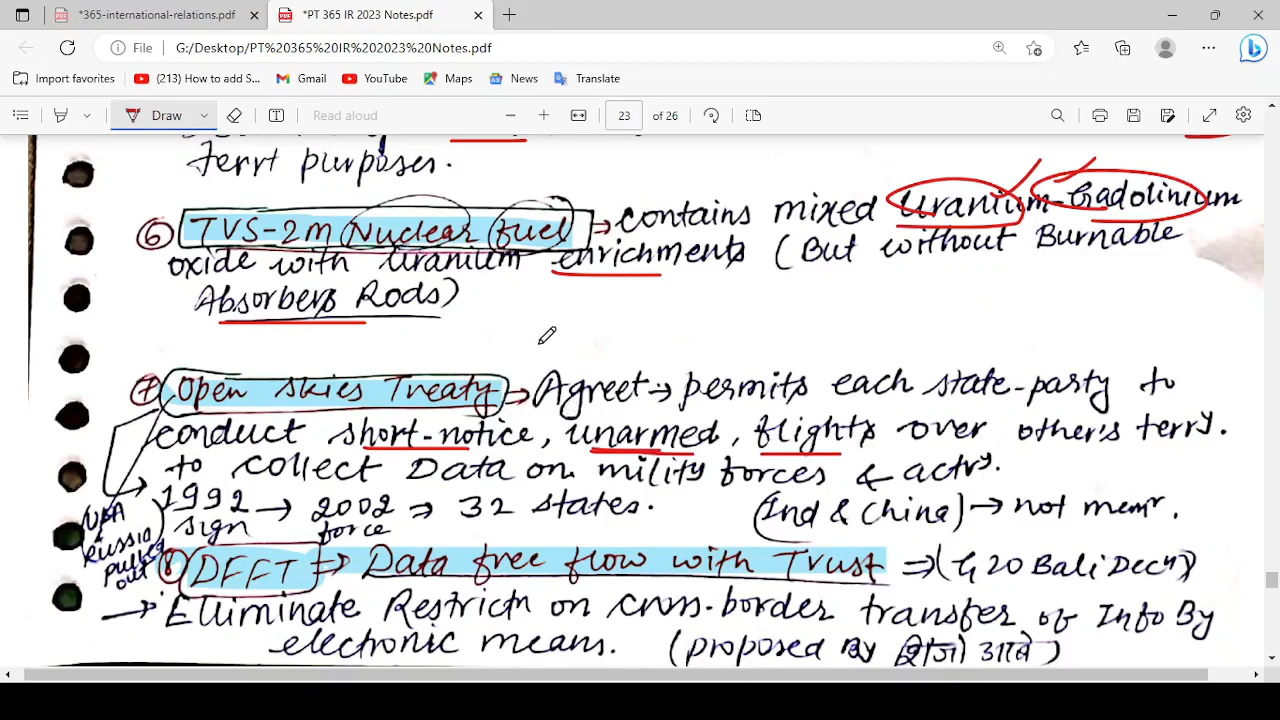 *365-international-relations.pdf
*PT 365 IR 2023 Notes.pdf
File
G:/Desktop/PT%20365%20IR%202023%20Notes.pdf
Import favorites
(213) How to add S...
Gmail
YouTube
Maps
News
Translate
Draw
Read aloud
23
of 26
Terrt purposes.
⑥ TVS-2m Nuclear fuel → contains mixed Uranium-Gadolinium
oxide with Uranium enrichments (But without Burnable
Absorbers Rods)
⑦ Open Skies Treaty → Agreet → permits each state-party to
conduct short-notice, unarmed, flights over other's terry.
to collect Data on mility forces & acty.
1992 → 2002 ⇒ 32 states. (Ind & China) → not memr.
sign force
USA
Russia
pulled
out
⑧ DFFT ⇒ Data free flow with Trust ⇒ (G20 Bali Decn)
→ Elliminate Restrictn on cross-border transfer of Info By
electronic means. (proposed By